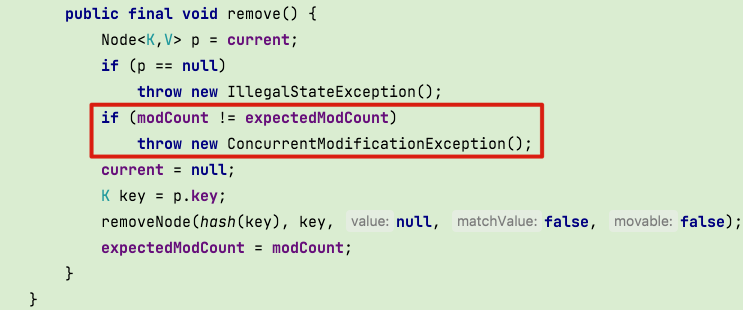 public final void remove() {
Node<K,V> p = current;
if (p == null)
throw new IllegalStateException();
if (modCount != expectedModCount)
throw new ConcurrentModificationException();
current = null;
K key = p.key;
removeNode(hash(key), key, value: null, matchValue: false, movable: false);
expectedModCount = modCount;
}
}